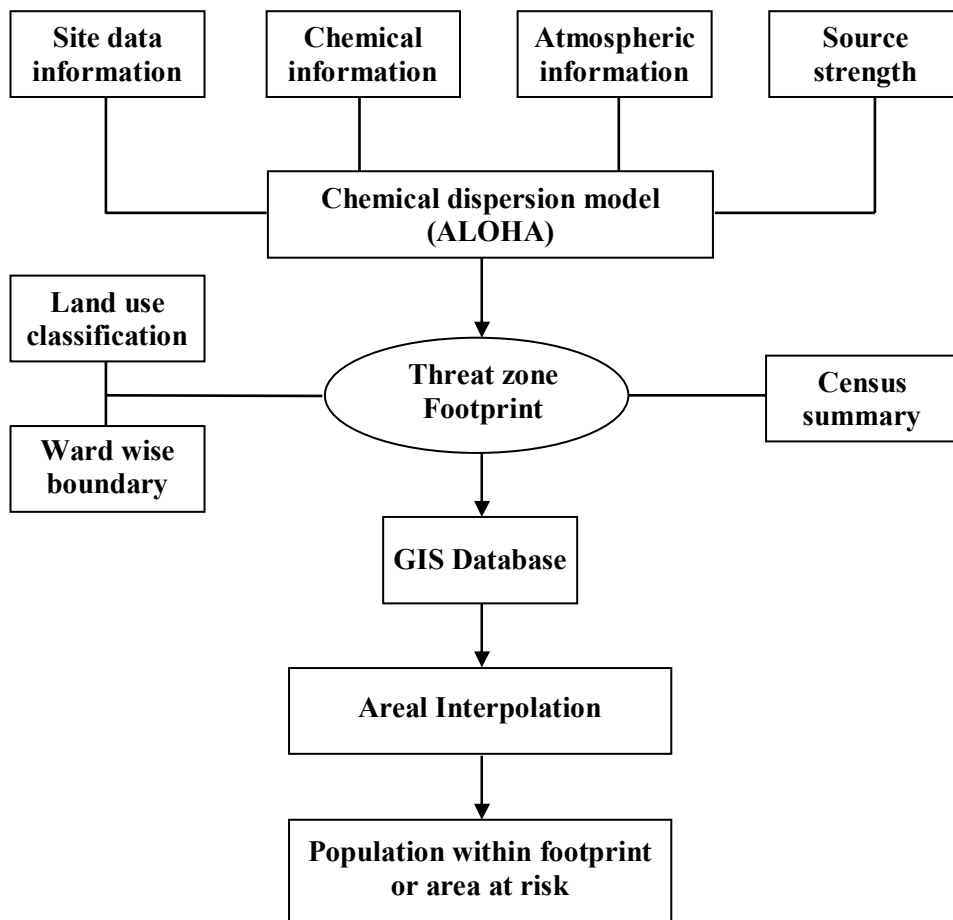 Site data
information
Chemical
information
Atmospheric
information
Source
strength
Chemical dispersion model
(ALOHA)
Land use
classification
Threat zone
Footprint
Census
summary
Ward wise
boundary
GIS Database
Areal Interpolation
Population within footprint
or area at risk